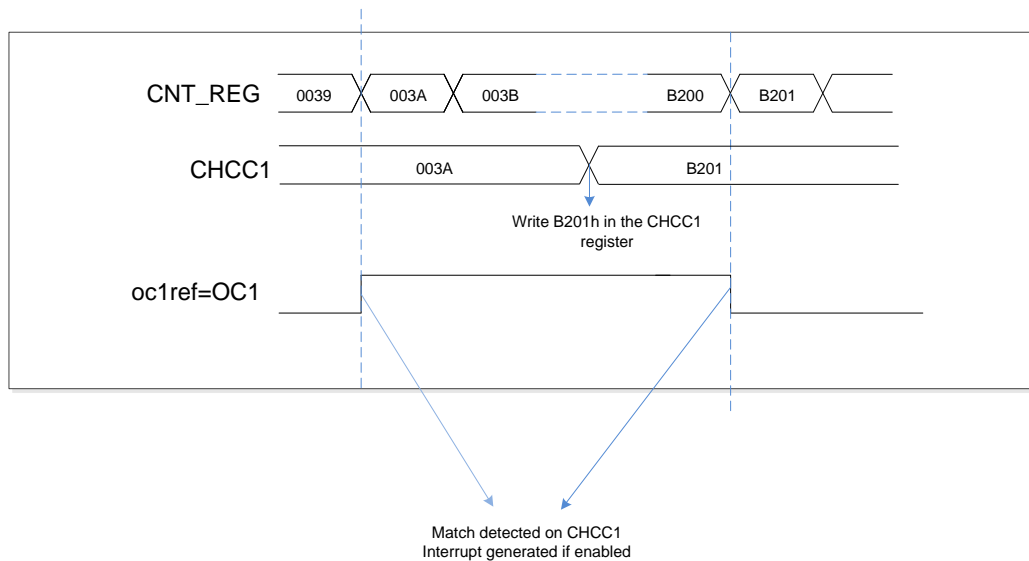 CNT_REG 0039 003A 003B B200 B201
CHCC1 003A B201
Write B201h in the CHCC1
register
oc1ref=OC1
Match detected on CHCC1
Interrupt generated if enabled